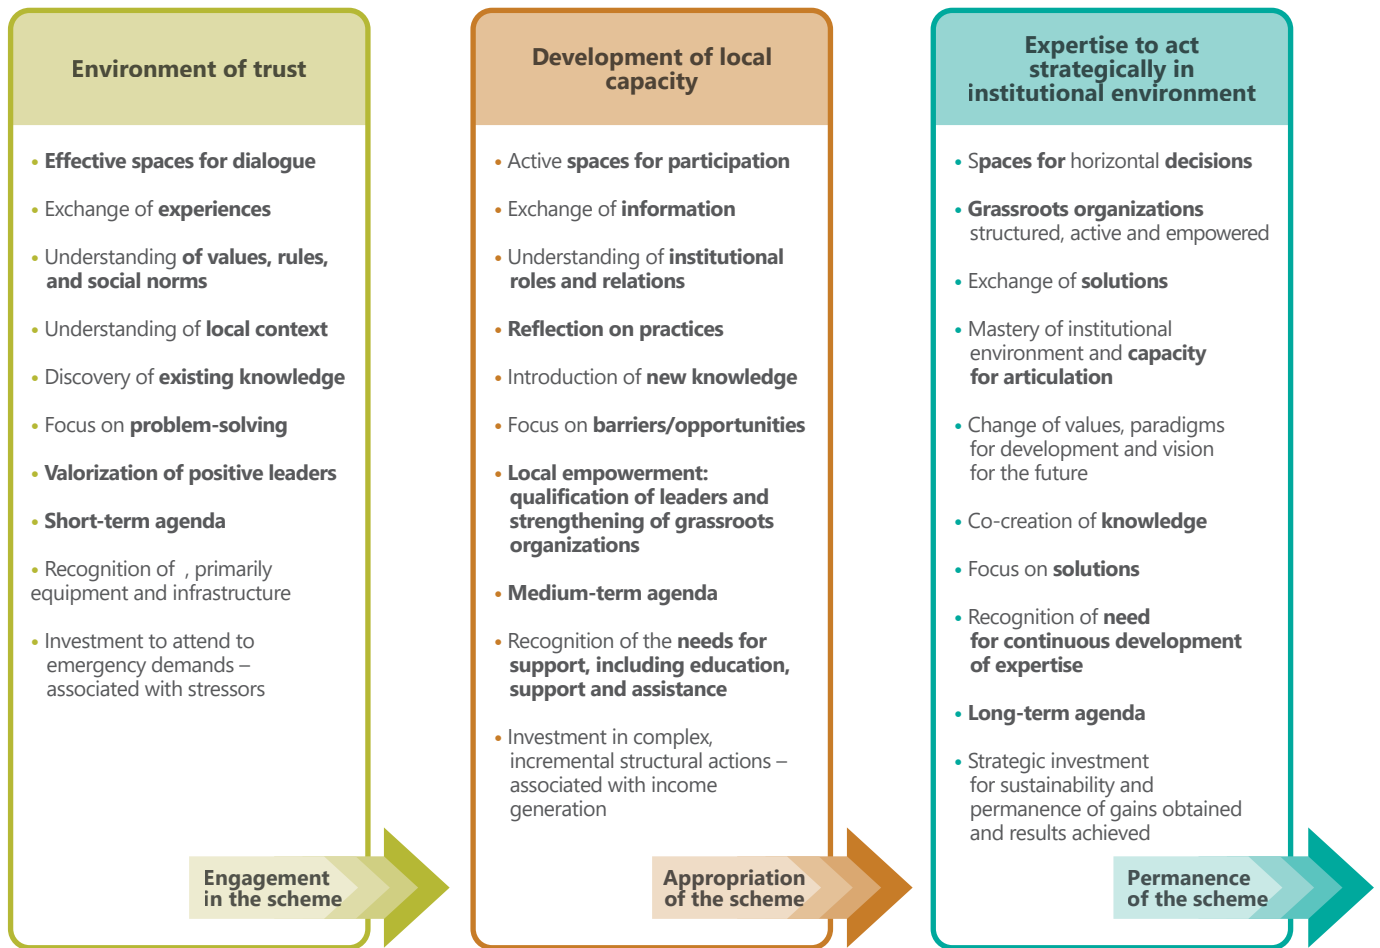 Environment of trust
• Effective spaces for dialogue
• Exchange of experiences
• Understanding of values, rules,
and social norms
• Understanding of local context
• Discovery of existing knowledge
• Focus on problem-solving
• Valorization of positive leaders
• Short-term agenda
• Recognition of , primarily
equipment and infrastructure
• Investment to attend to
emergency demands –
associated with stressors
Engagement
in the scheme
Development of local
capacity
• Active spaces for participation
• Exchange of information
• Understanding of institutional
roles and relations
• Reflection on practices
• Introduction of new knowledge
• Focus on barriers/opportunities
• Local empowerment:
qualification of leaders and
strengthening of grassroots
organizations
• Medium-term agenda
• Recognition of the needs for
support, including education,
support and assistance
• Investment in complex,
incremental structural actions –
associated with income
generation
Appropriation
of the scheme
Expertise to act
strategically in
institutional environment
• Spaces for horizontal decisions
• Grassroots organizations
structured, active and empowered
• Exchange of solutions
• Mastery of institutional
environment and capacity
for articulation
• Change of values, paradigms
for development and vision
for the future
• Co-creation of knowledge
• Focus on solutions
• Recognition of need
for continuous development
of expertise
• Long-term agenda
• Strategic investment
for sustainability and
permanence of gains obtained
and results achieved
Permanence
of the scheme